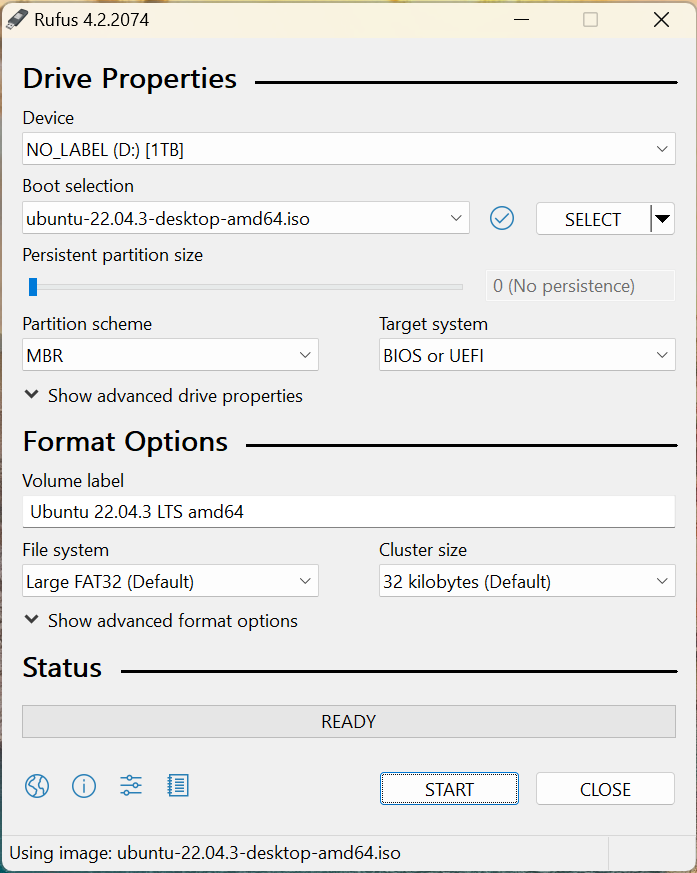 Rufus 4.2.2074
Drive Properties
Device
NO_LABEL (D:) [1TB]
Boot selection
ubuntu-22.04.3-desktop-amd64.iso
SELECT
Persistent partition size
0 (No persistence)
Partition scheme
Target system
MBR
BIOS or UEFI
Show advanced drive properties
Format Options
Volume label
Ubuntu 22.04.3 LTS amd64
File system
Cluster size
Large FAT32 (Default)
32 kilobytes (Default)
Show advanced format options
Status
READY
START
CLOSE
Using image: ubuntu-22.04.3-desktop-amd64.iso